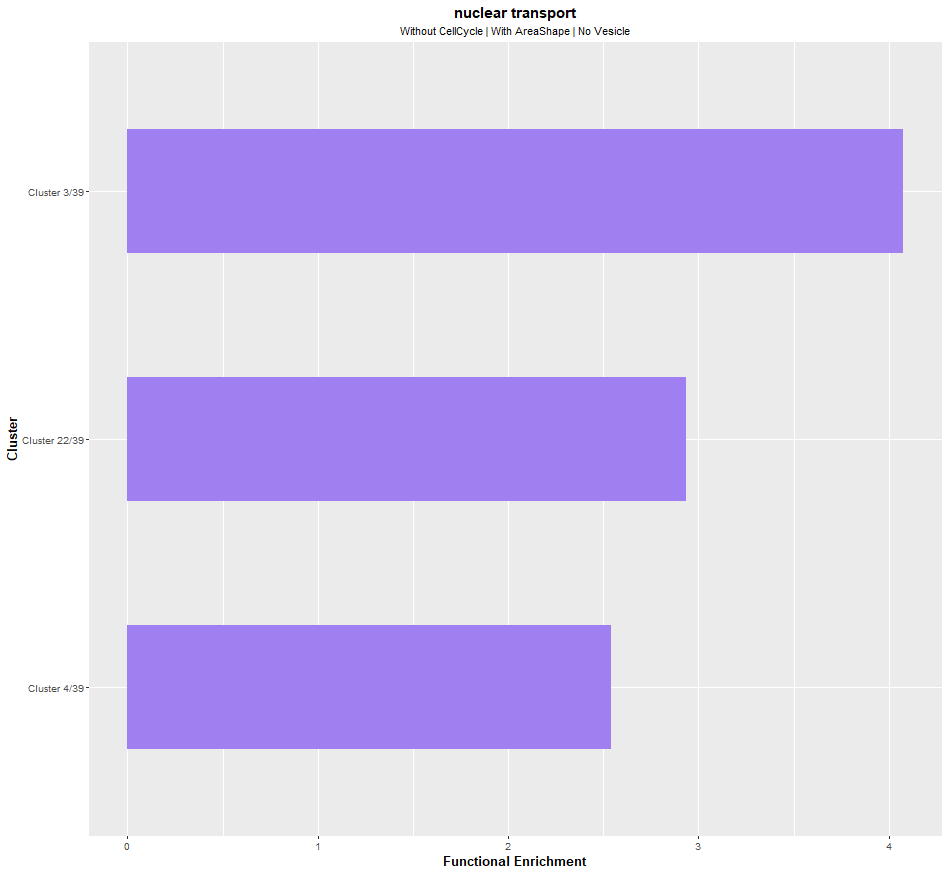 nuclear transport
Without CellCycle | With AreaShape | No Vesicle
Cluster
Cluster 3/39
Cluster 22/39
Cluster 4/39
0 1 2 3 4
Functional Enrichment